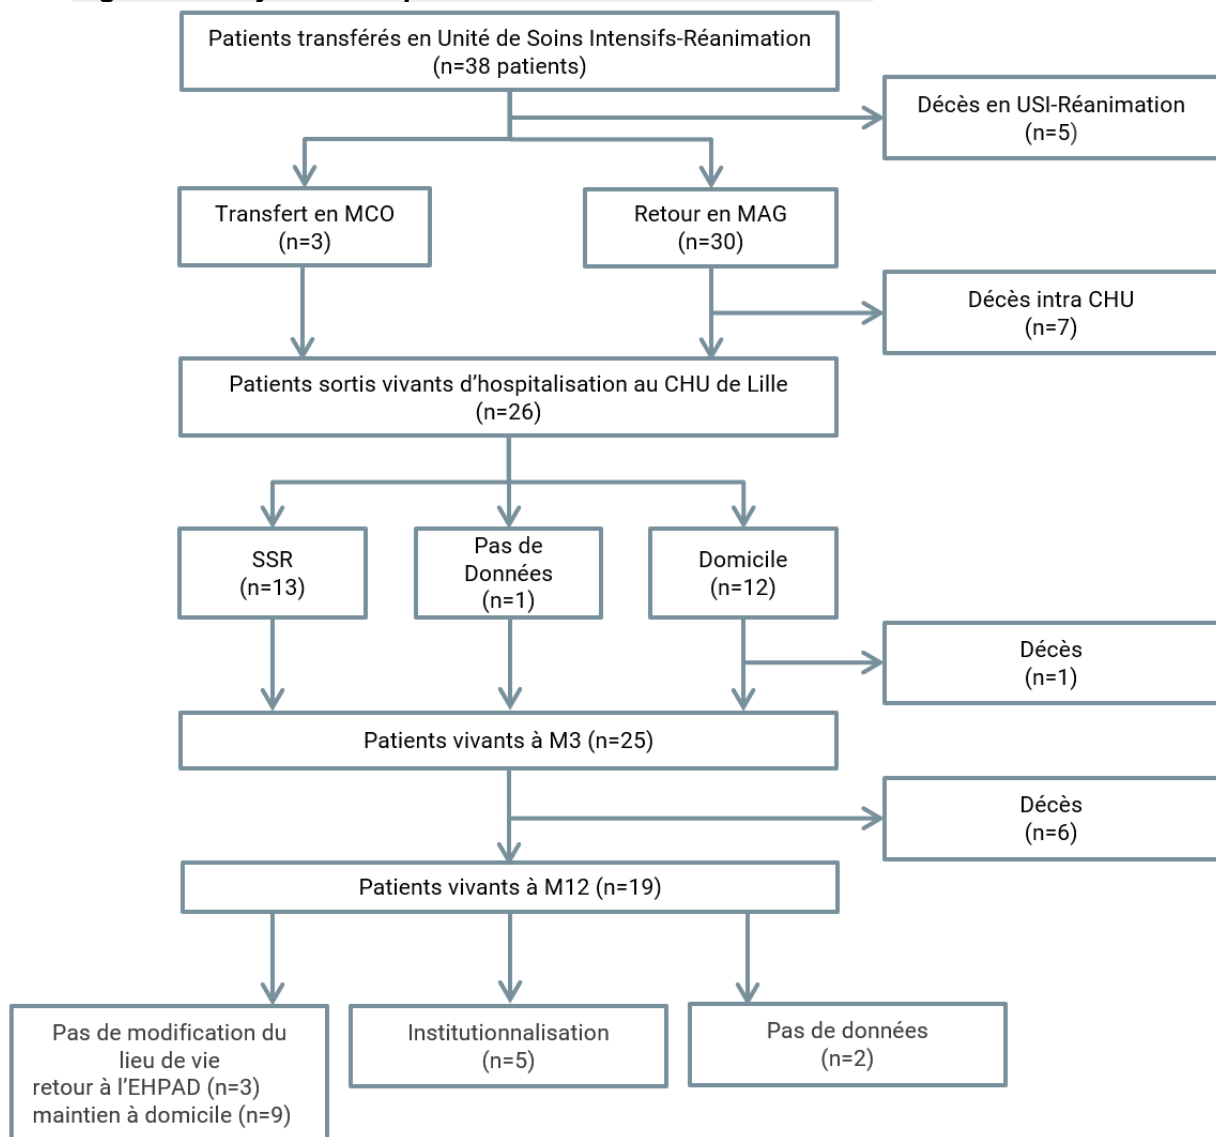 Patients transférés en Unité de Soins Intensifs-Réanimation
(n=38 patients)
Décès en USI-Réanimation
(n=5)
Transfert en MCO
(n=3)
Retour en MAG
(n=30)
Décès intra CHU
(n=7)
Patients sortis vivants d'hospitalisation au CHU de Lille
(n=26)
SSR
(n=13)
Pas de
Données
(n=1)
Domicile
(n=12)
Décès
(n=1)
Patients vivants à M3 (n=25)
Décès
(n=6)
Patients vivants à M12 (n=19)
Pas de modification du
lieu de vie
retour à l'EHPAD (n=3)
maintien à domicile (n=9)
Institutionnalisation
(n=5)
Pas de données
(n=2)